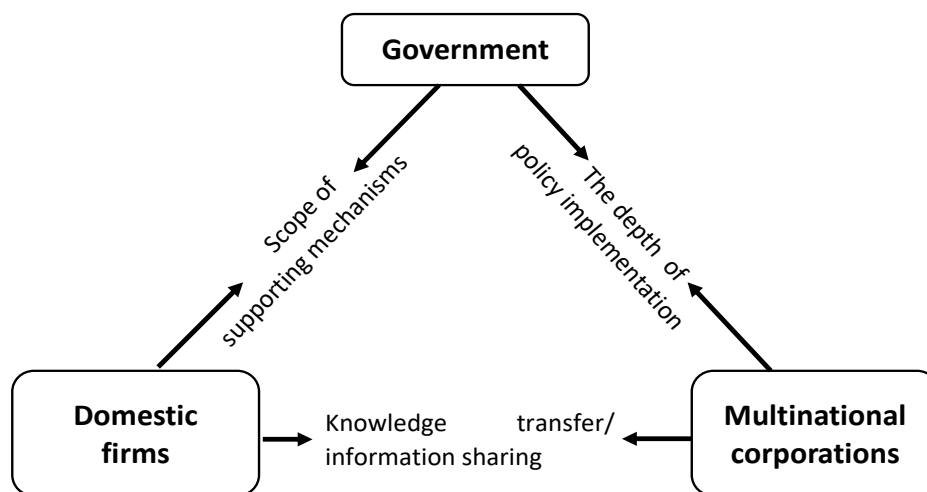 Government
Scope of
supporting mechanisms
The depth of
policy implementation
Domestic
firms
Knowledge transfer/
information sharing
Multinational
corporations